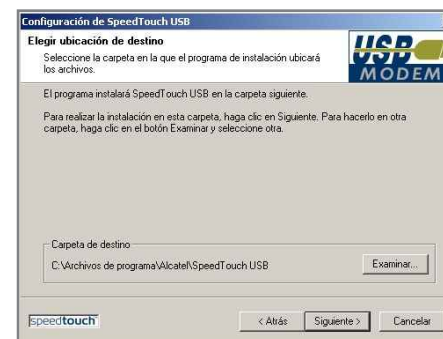 Configuración de SpeedTouch USB
Elegir ubicación de destino
Seleccione la carpeta en la que el programa de instalación ubicará
los archivos.
USB
MODEM
El programa instalará SpeedTouch USB en la carpeta siguiente.
Para realizar la instalación en esta carpeta, haga clic en Siguiente. Para hacerlo en otra
carpeta, haga clic en el botón Examinar y seleccione otra.
Carpeta de destino
C:\Archivos de programa\Alcatel\SpeedTouch USB
Examinar...
speedtouch
< Atrás
Siguiente >
Cancelar